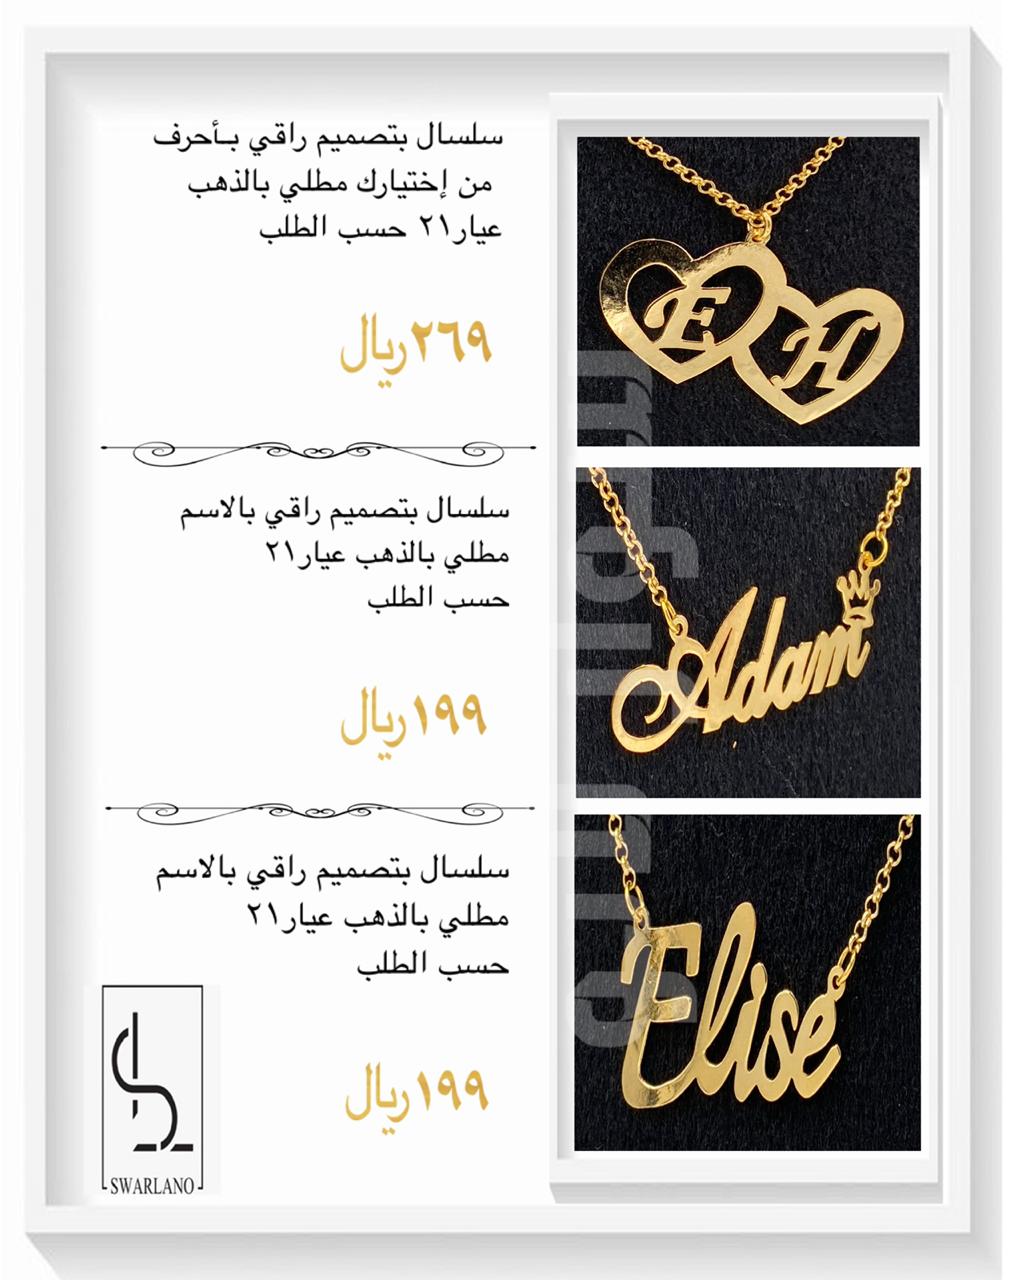 سلسال بتصميم راقي بـأحرف
من إختيارك مطلي بالذهب
عيار٢١ حسب الطلب
٢٦٩ريال
E H
سلسال بتصميم راقي بالاسم
مطلي بالذهب عيار٢١
حسب الطلب
١٩٩ريال
Adam
سلسال بتصميم راقي بالاسم
مطلي بالذهب عيار٢١
حسب الطلب
١٩٩ريال
Elise
SWARLANO